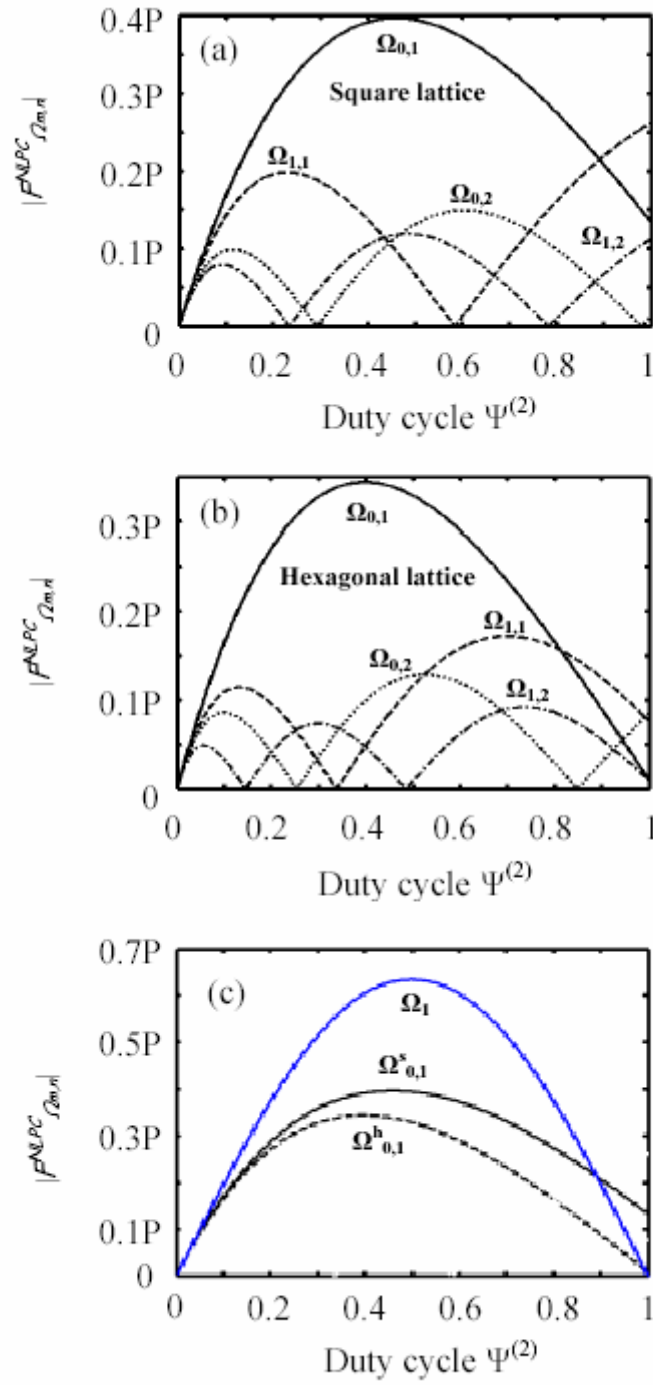 (a)
0.4P
0.3P
0.2P
0.1P
0
|F^NLPC_Ωm,n|
Ω0,1
Square lattice
Ω1,1
Ω0,2
Ω1,2
0 0.2 0.4 0.6 0.8 1
Duty cycle Ψ(2)
(b)
0.3P
0.2P
0.1P
0
|F^NLPC_Ωm,n|
Ω0,1
Hexagonal lattice
Ω1,1
Ω0,2
Ω1,2
0 0.2 0.4 0.6 0.8 1
Duty cycle Ψ(2)
(c)
0.7P
0.5P
0.3P
0.1P
0
|F^NLPC_Ωm,n|
Ω1
Ωs0,1
Ωh0,1
0 0.2 0.4 0.6 0.8 1
Duty cycle Ψ(2)